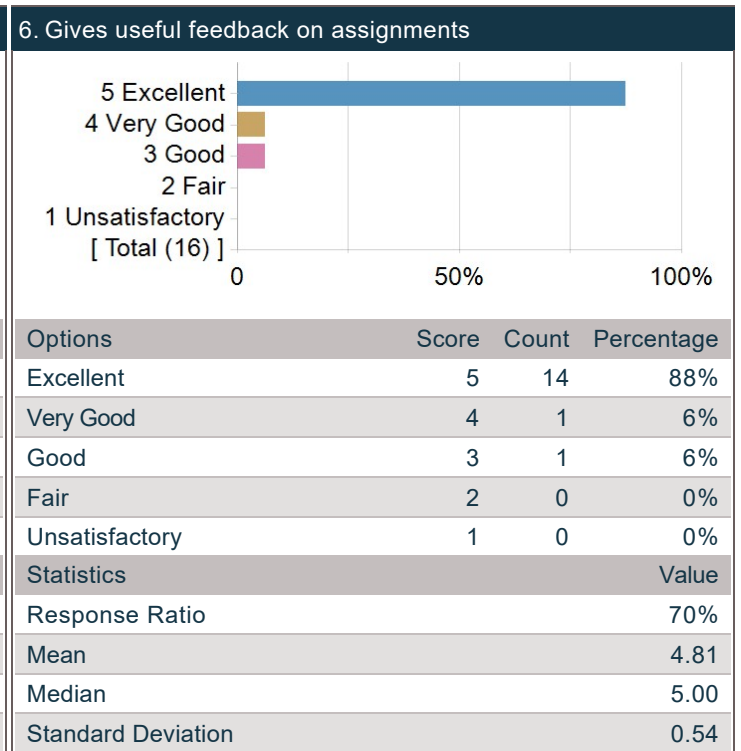 6. Gives useful feedback on assignments
5 Excellent
4 Very Good
3 Good
2 Fair
1 Unsatisfactory
[ Total (16) ]
0 50% 100%
Options Score Count Percentage
Excellent 5 14 88%
Very Good 4 1 6%
Good 3 1 6%
Fair 2 0 0%
Unsatisfactory 1 0 0%
Statistics Value
Response Ratio 70%
Mean 4.81
Median 5.00
Standard Deviation 0.54